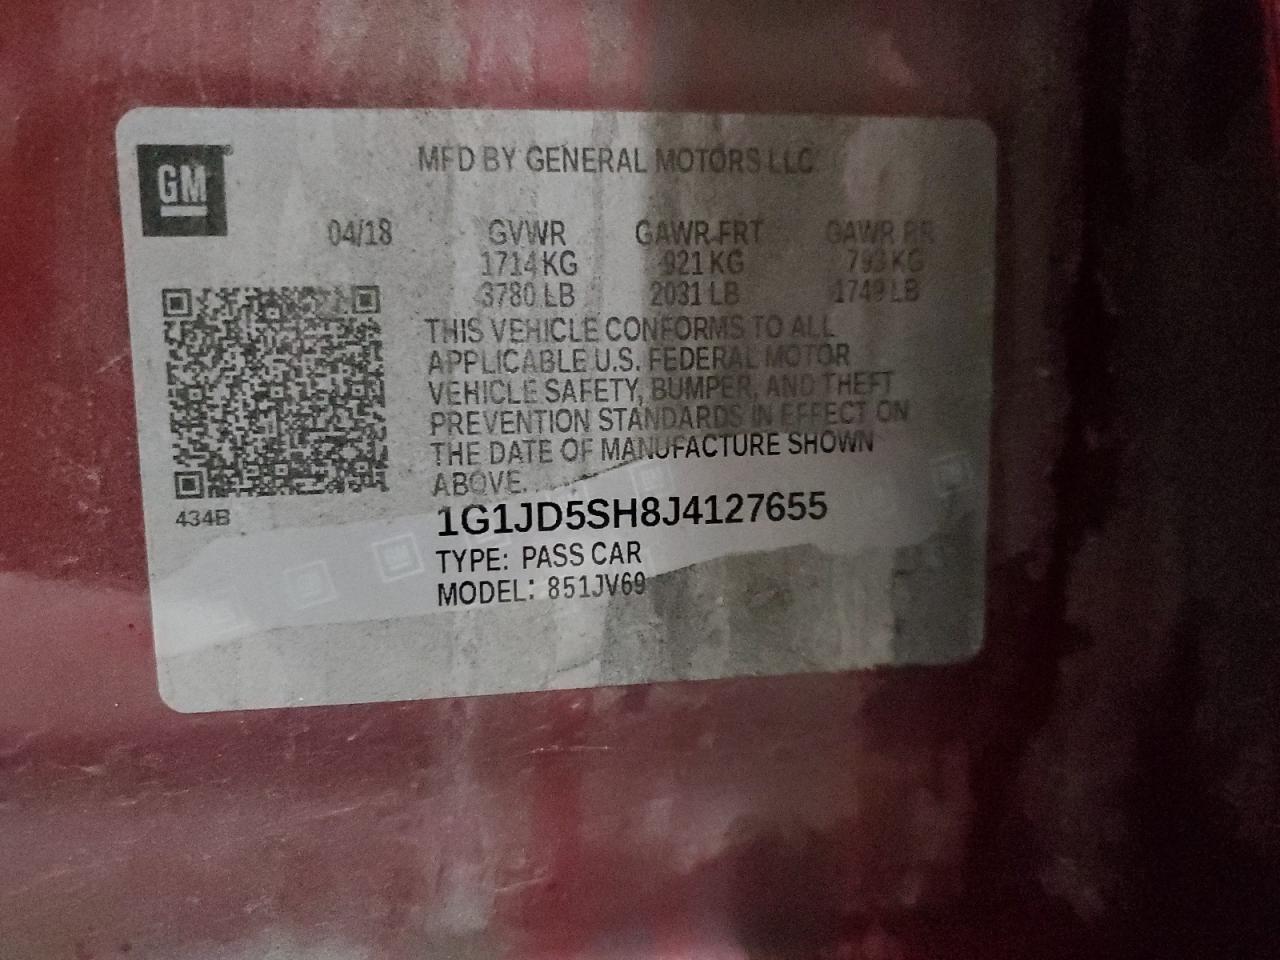 GM
MFD BY GENERAL MOTORS LLC
04/18 GVWR GAWR FRT GAWR RR
1714 KG 921 KG 793 KG
3780 LB 2031 LB 1749 LB
THIS VEHICLE CONFORMS TO ALL
APPLICABLE U.S. FEDERAL MOTOR
VEHICLE SAFETY, BUMPER, AND THEFT
PREVENTION STANDARDS IN EFFECT ON
THE DATE OF MANUFACTURE SHOWN
ABOVE.
434B
1G1JD5SH8J4127655
TYPE: PASS CAR
MODEL: 851JV69